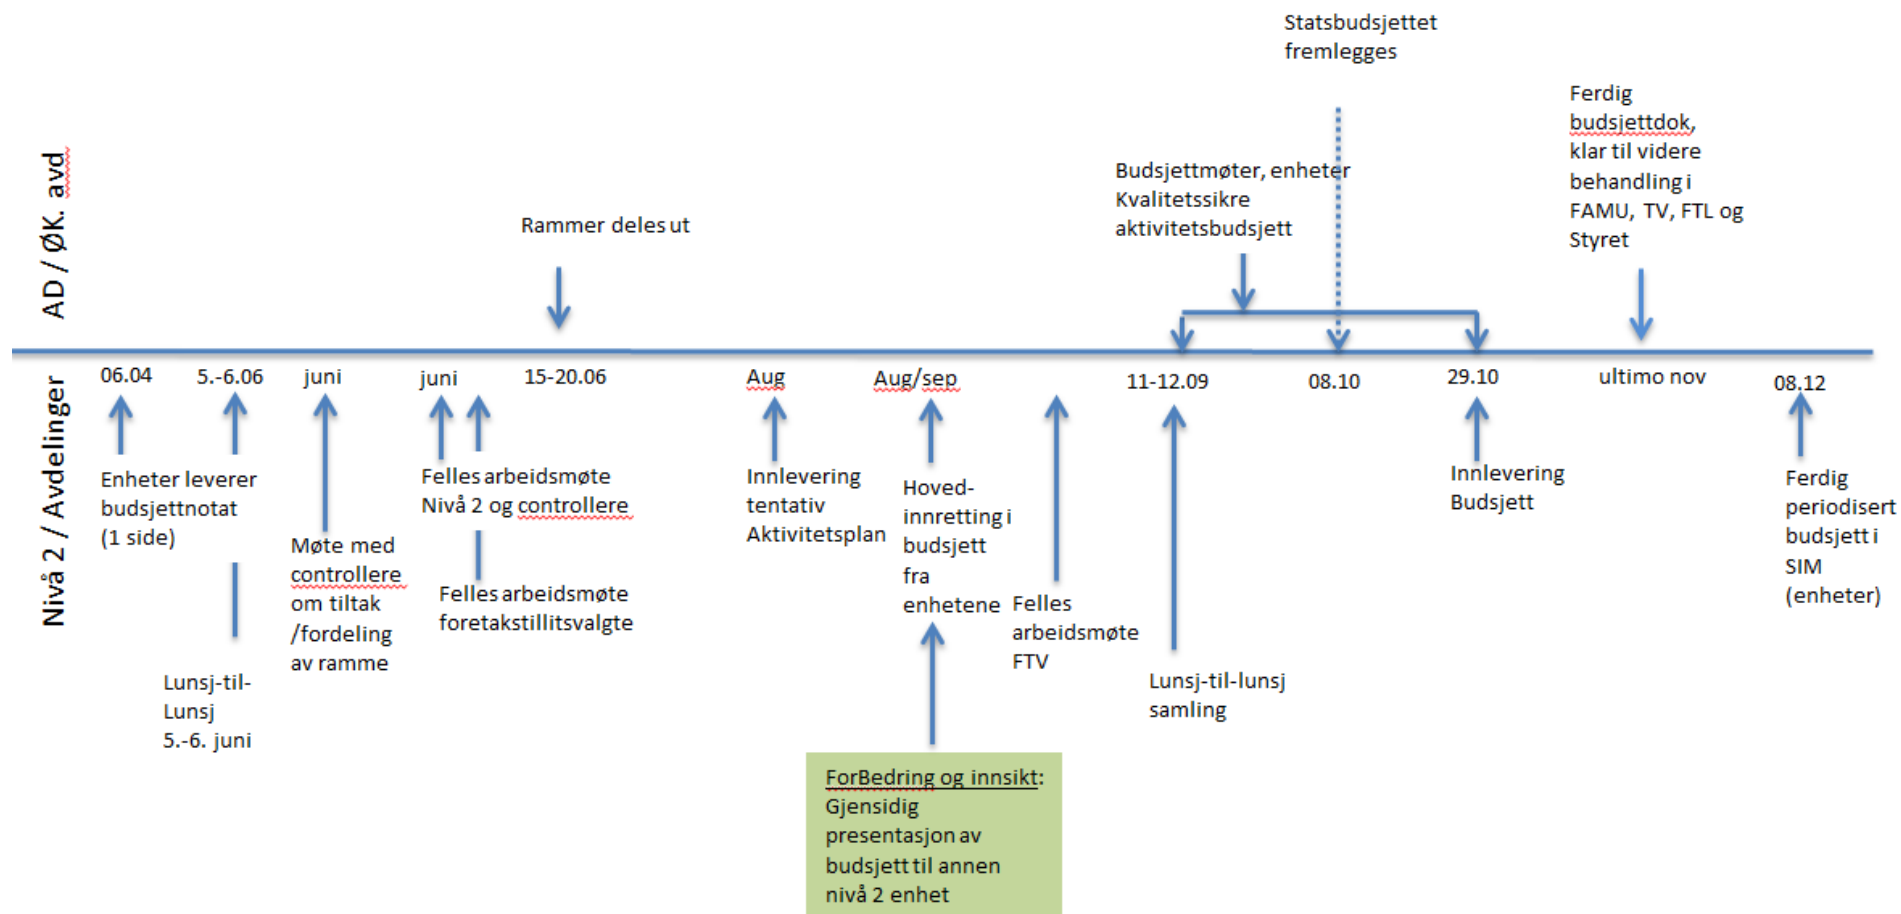 Statsbudsjettet
fremlegges
Ferdig
budsjettdok,
klar til videre
behandling i
FAMU, TV, FTL og
Styret
Budsjettmøter, enheter
Kvalitetssikre
aktivitetsbudsjett
Rammer deles ut
AD / ØK. avd
Nivå 2 / Avdelinger
06.04
5.-6.06
juni
juni
15-20.06
Aug
Aug/sep
11-12.09
08.10
29.10
ultimo nov
08.12
Enheter leverer
budsjettnotat
(1 side)
Lunsj-til-
Lunsj
5.-6. juni
Møte med
controllere
om tiltak
/fordeling
av ramme
Felles arbeidsmøte
Nivå 2 og controllere
Felles arbeidsmøte
foretakstillitsvalgte
Innlevering
tentativ
Aktivitetsplan
Hoved-
innretting i
budsjett
fra
enhetene
Felles
arbeidsmøte
FTV
Lunsj-til-lunsj
samling
Innlevering
Budsjett
Ferdig
periodisert
budsjett i
SIM
(enheter)
ForBedring og innsikt:
Gjensidig
presentasjon av
budsjett til annen
nivå 2 enhet